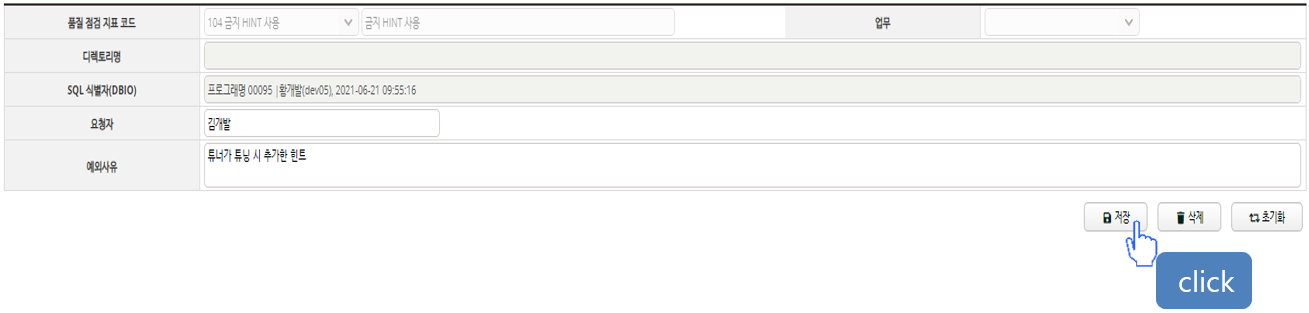 품질 점검 지표 코드 104 금지 HINT 사용 금지 HINT 사용 업무
디렉토리명
SQL 식별자(DBIO) 프로그래명 00095 |황개발(dev05), 2021-06-21 09:55:16
요청자 김개발
예외사유 튜너가 튜닝 시 추가한 힌트
저장 삭제 초기화
click